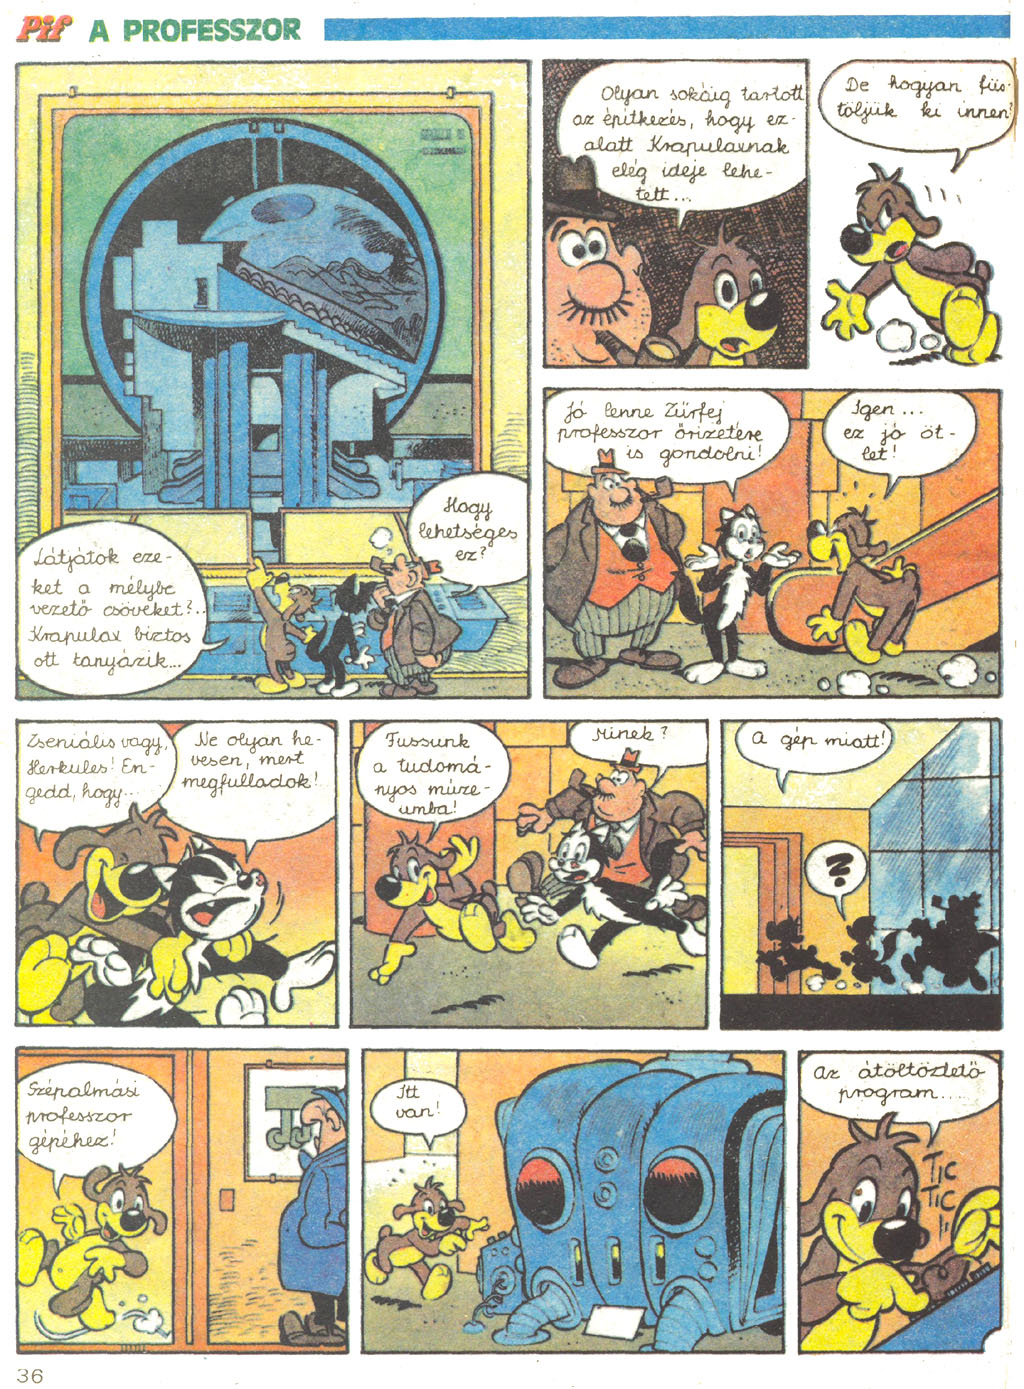 Pif A PROFESSZOR
Látjátok eze-
ket a mélybe
vezető csöveket?..
Krapulax biztos
ott tanyázik...
Hogy
lehetséges
ez?
Olyan sokáig tartott
az építkezés, hogy ez-
alatt Krapulaxnak
elég ideje lehe-
tett...
De hogyan füs-
töljük ki innen?
Jó lenne Zűrfej
professzor őrizetére
is gondolni!
Igen...
ez jó öt-
let!
Zseniális vagy,
Herkules! En-
gedd, hogy...
Ne olyan he-
vesen, mert
megfulladok!
Fussunk
a tudomá-
nyos múze-
umba!
Minek?
A gép miatt!
?
Szépalmási
professzor
gépéhez!
Itt
van!
Az átöltöztető
program....
TIC
TIC
36